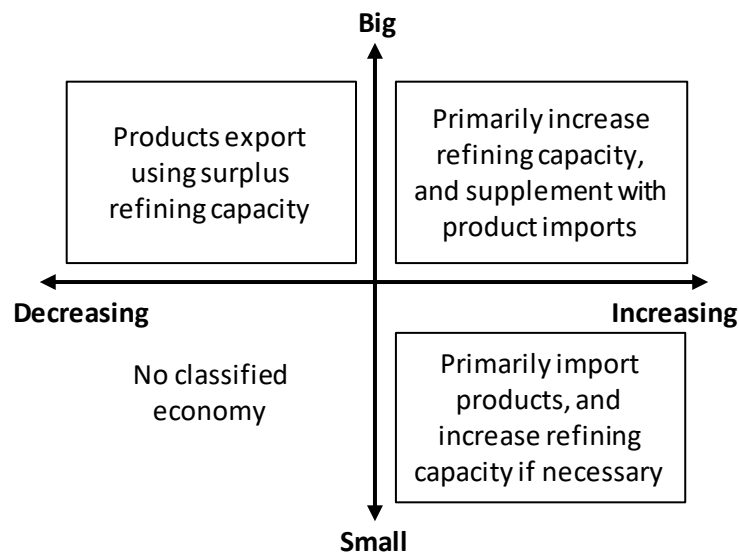 Big
Products export
using surplus
refining capacity
Primarily increase
refining capacity,
and supplement with
product imports
Decreasing
Increasing
No classified
economy
Primarily import
products, and
increase refining
capacity if necessary
Small